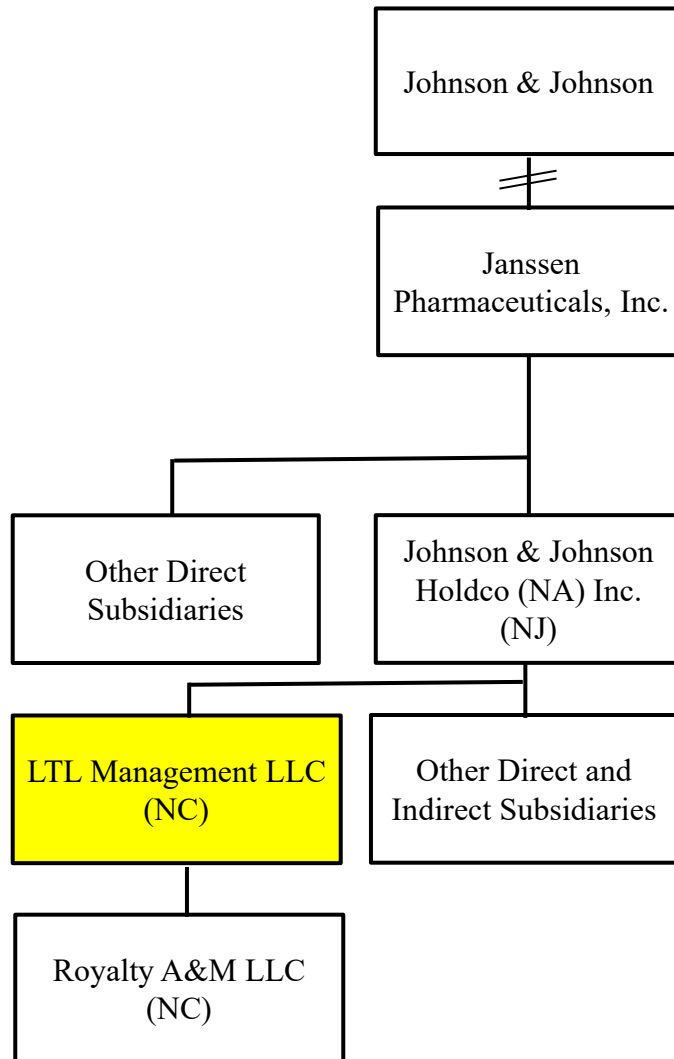 Johnson & Johnson
Janssen
Pharmaceuticals, Inc.
Other Direct
Subsidiaries
Johnson & Johnson
Holdco (NA) Inc.
(NJ)
LTL Management LLC
(NC)
Other Direct and
Indirect Subsidiaries
Royalty A&M LLC
(NC)